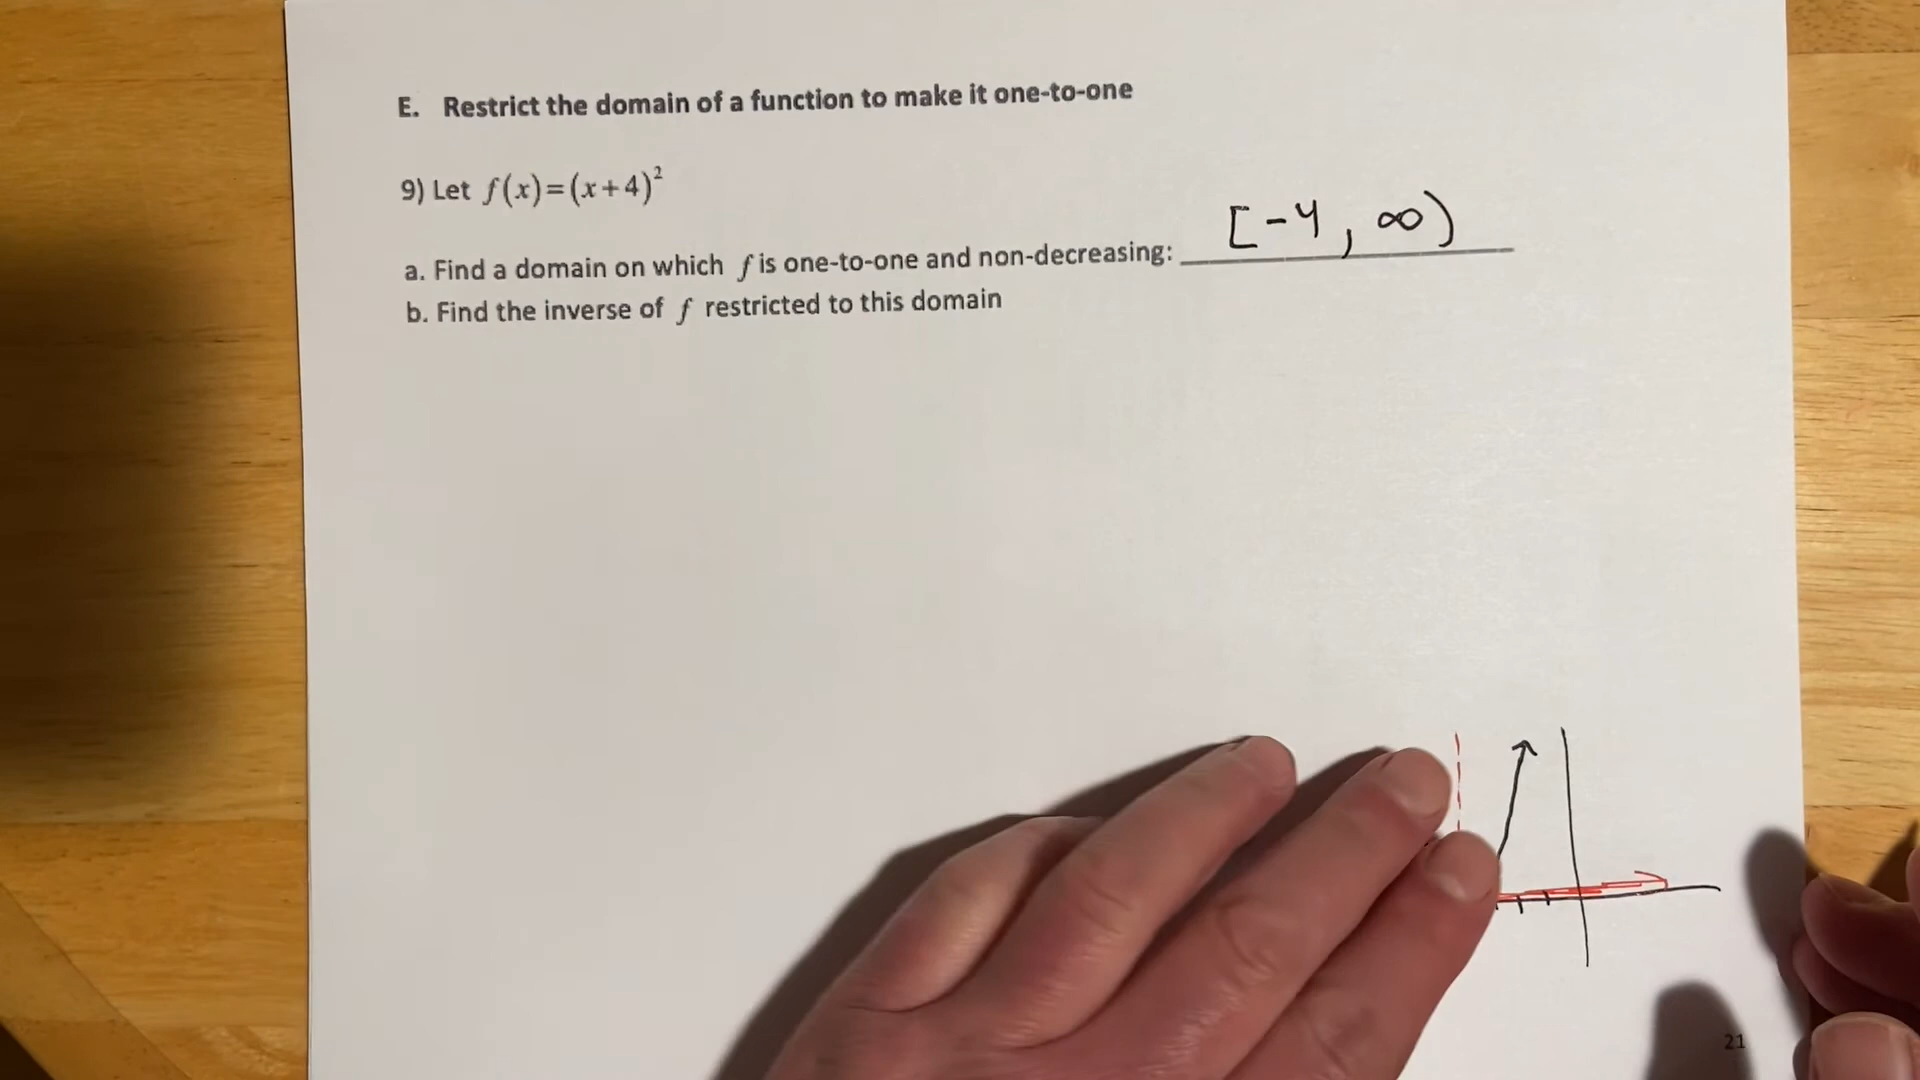 E. Restrict the domain of a function to make it one-to-one
9) Let f(x)=(x+4)²
a. Find a domain on which f is one-to-one and non-decreasing: [-4, ∞)
b. Find the inverse of f restricted to this domain
21